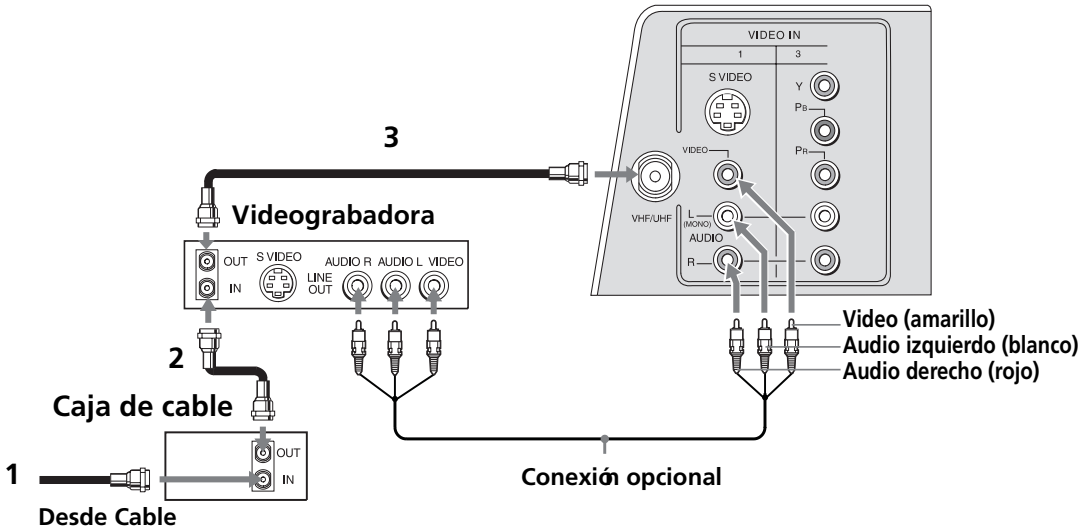 VIDEO IN
1 3
S VIDEO
Y
PB
3
VIDEO
PR
Videograbadora
VHF/UHF
L
(MONO)
AUDIO
R
OUT
IN
S VIDEO
LINE
OUT
AUDIO R AUDIO L VIDEO
2
Video (amarillo)
Audio izquierdo (blanco)
Audio derecho (rojo)
Caja de cable
OUT
IN
1
Conexión opcional
Desde Cable